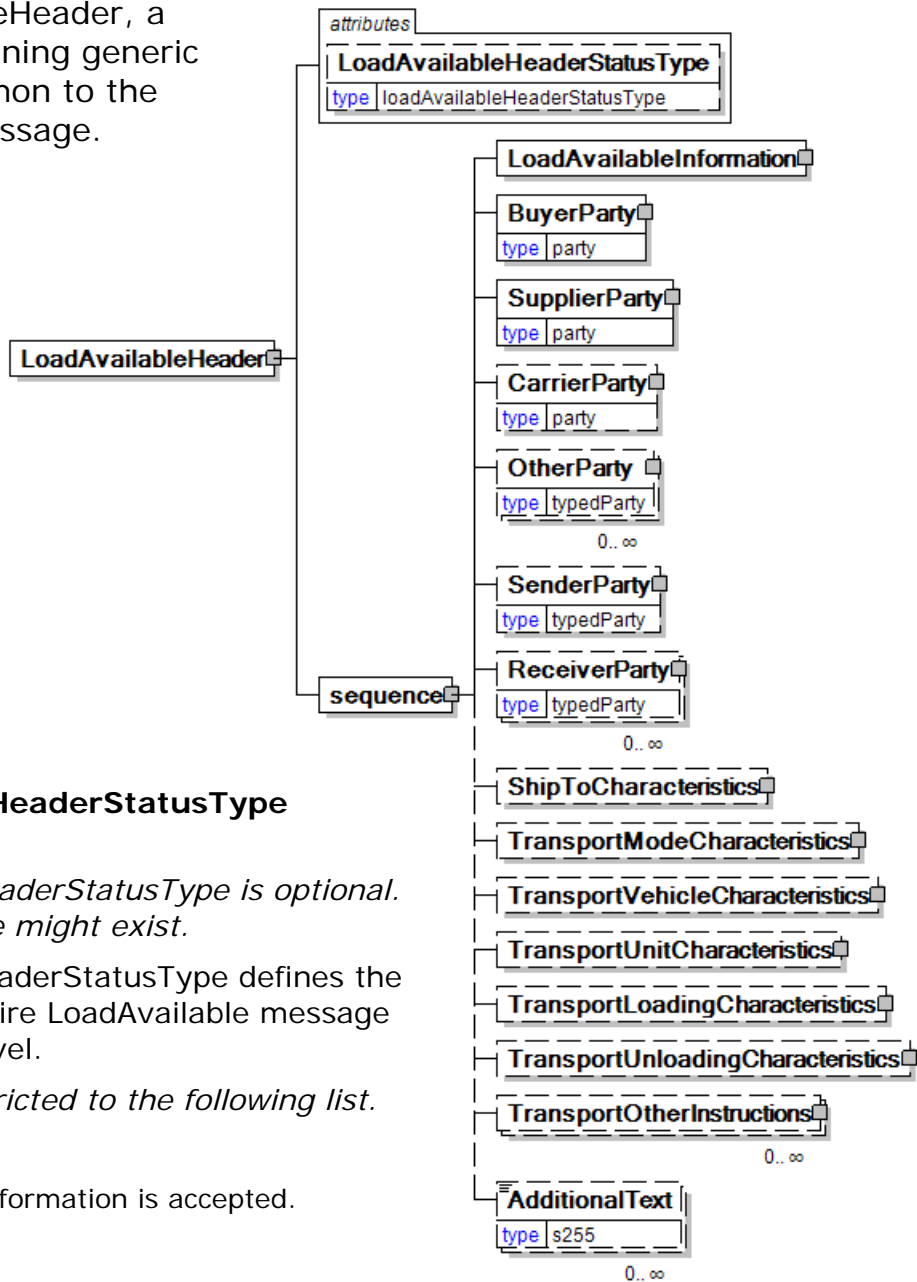 eHeader, a
ning generic
non to the
ssage.
attributes
LoadAvailableHeaderStatusType
type loadAvailableHeaderStatusType
LoadAvailableInformation
BuyerParty
type party
SupplierParty
type party
LoadAvailableHeader
CarrierParty
type party
OtherParty
type typedParty
0.. ∞
SenderParty
type typedParty
ReceiverParty
type typedParty
0.. ∞
sequence
ShipToCharacteristics
TransportModeCharacteristics
TransportVehicleCharacteristics
TransportUnitCharacteristics
TransportLoadingCharacteristics
TransportUnloadingCharacteristics
TransportOtherInstructions
0.. ∞
AdditionalText
type s255
0.. ∞
HeaderStatusType
eaderStatusType is optional.
e might exist.
eaderStatusType defines the
ire LoadAvailable message
vel.
ricted to the following list.
formation is accepted.